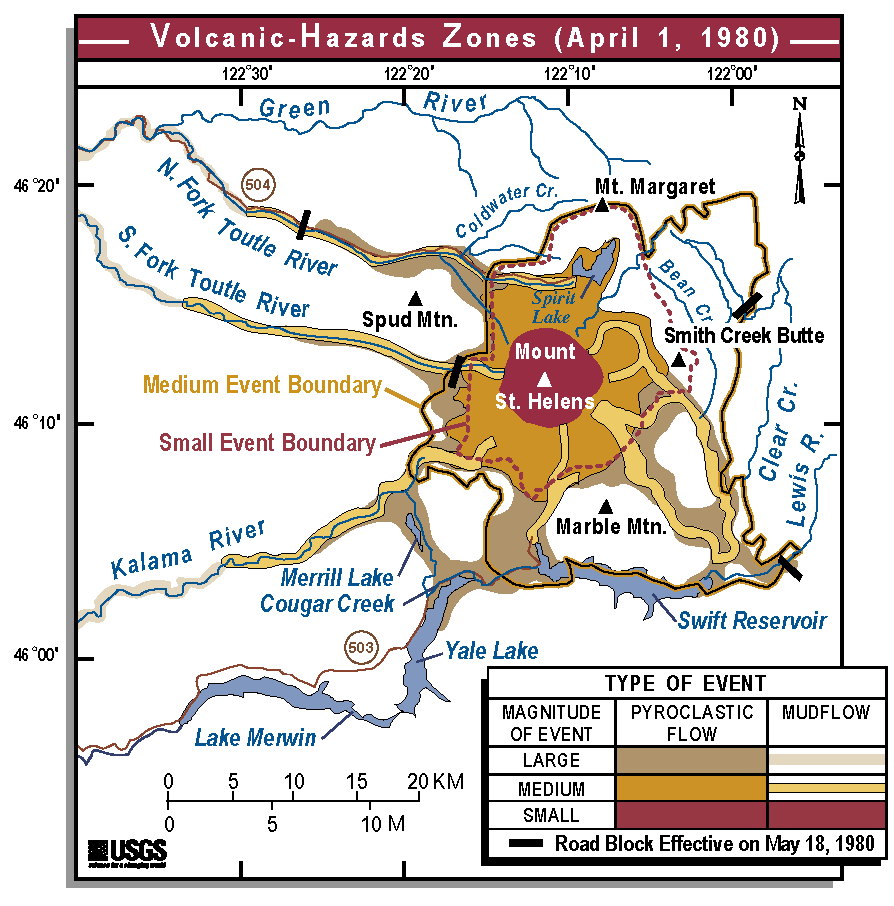 Volcanic-Hazards Zones (April 1, 1980)
122°30' 122°20' 122°10' 122°00'
Green River
N
46°20'
504
N. Fork Toutle River
Coldwater Cr.
Mt. Margaret
S. Fork Toutle River
Bean Cr.
Spirit
Lake
Spud Mtn.
Smith Creek Butte
Mount
St. Helens
Medium Event Boundary
46°10'
Small Event Boundary
Clear Cr.
Lewis R.
Marble Mtn.
Kalama River
Merrill Lake
Cougar Creek
Swift Reservoir
46°00'
503
Yale Lake
Lake Merwin
TYPE OF EVENT
MAGNITUDE
OF EVENT
PYROCLASTIC
FLOW
MUDFLOW
LARGE
MEDIUM
SMALL
Road Block Effective on May 18, 1980
0 5 10 15 20 KM
0 5 10 M
USGS
science for a changing world